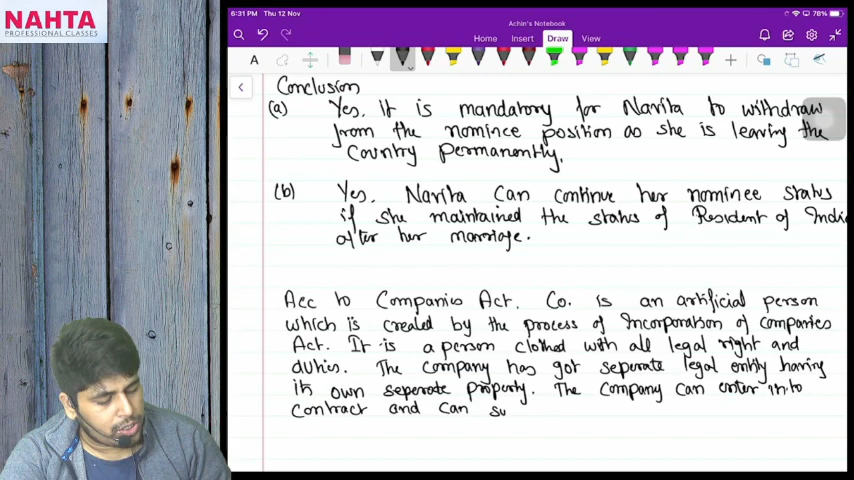 NAHTA
PROFESSIONAL CLASSES
6:31 PM Thu 12 Nov
78%
Achin's Notebook
Home Insert Draw View
A
Conclusion
(a) Yes. It is mandatory for Navita to withdraw
from the nominee position as she is leaving the
Country permanently.
(b) Yes. Navita Can continue her nominee status
if she maintained the status of Resident of Indi
after her marriage.
Acc to Companies Act. Co. is an artificial person
which is created by the process of Incorporation of companies
Act. It is a person clothed with all legal right and
duties. The company has got seperate legal entity having
its own seperate property. The Company can enter in to
Contract and can su